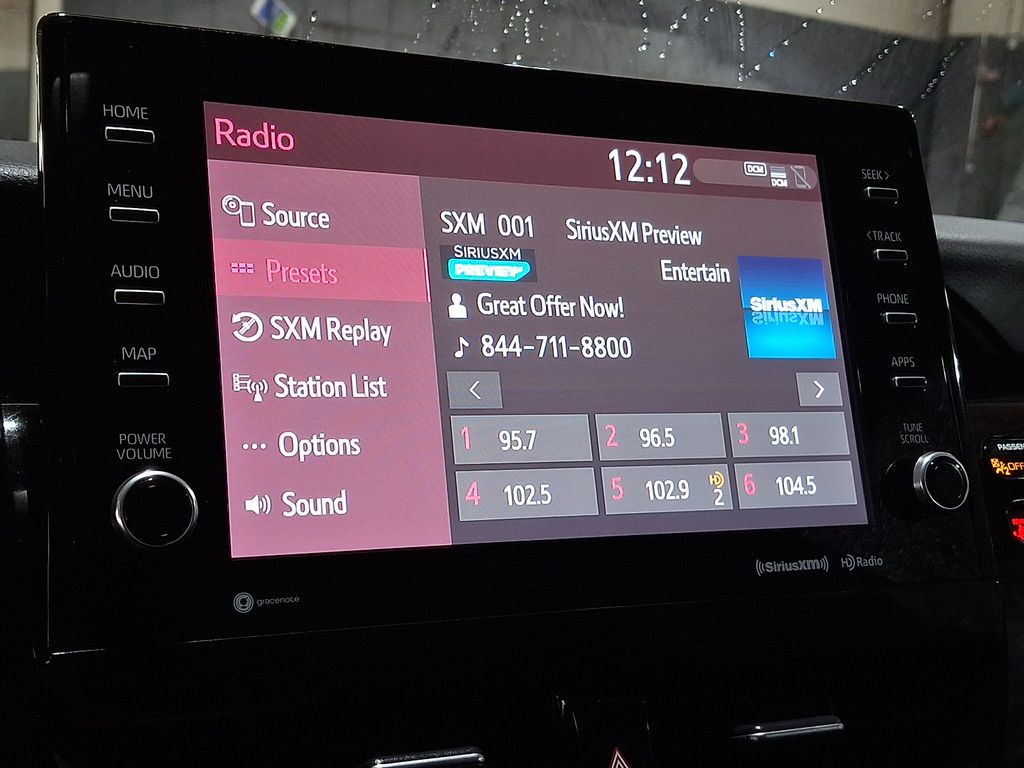 HOME
MENU
AUDIO
MAP
POWER
VOLUME
Radio
12:12
DCM
DCM
Source
Presets
SXM Replay
Station List
Options
Sound
SXM 001 SiriusXM Preview
SIRIUSXM
PREVIEW
Entertain
Great Offer Now!
844-711-8800
SiriusXM
<
>
1 95.7
2 96.5
3 98.1
4 102.5
5 102.9 HD 2
6 104.5
SEEK >
< TRACK
PHONE
APPS
TUNE
SCROLL
gracenote
((SiriusXM))
HD Radio
OFF